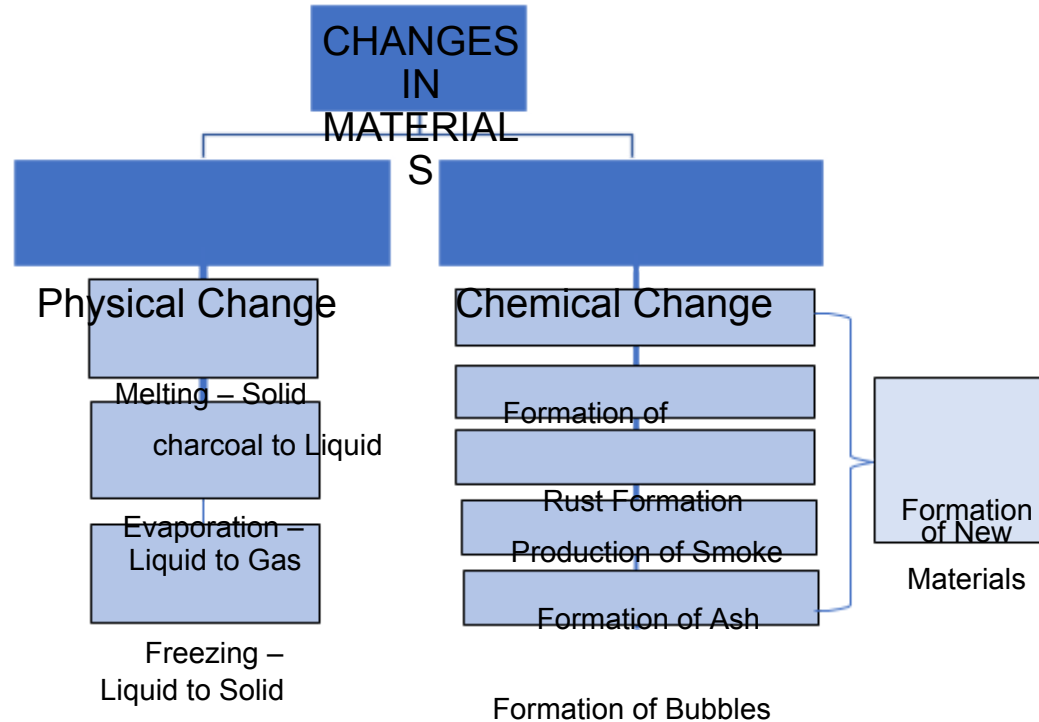 CHANGES
IN
MATERIAL
S
Physical Change
Melting – Solid
charcoal to Liquid
Evaporation –
Liquid to Gas
Freezing –
Liquid to Solid
Chemical Change
Formation of
Rust Formation
Production of Smoke
Formation of Ash
Formation of Bubbles
Formation
of New
Materials